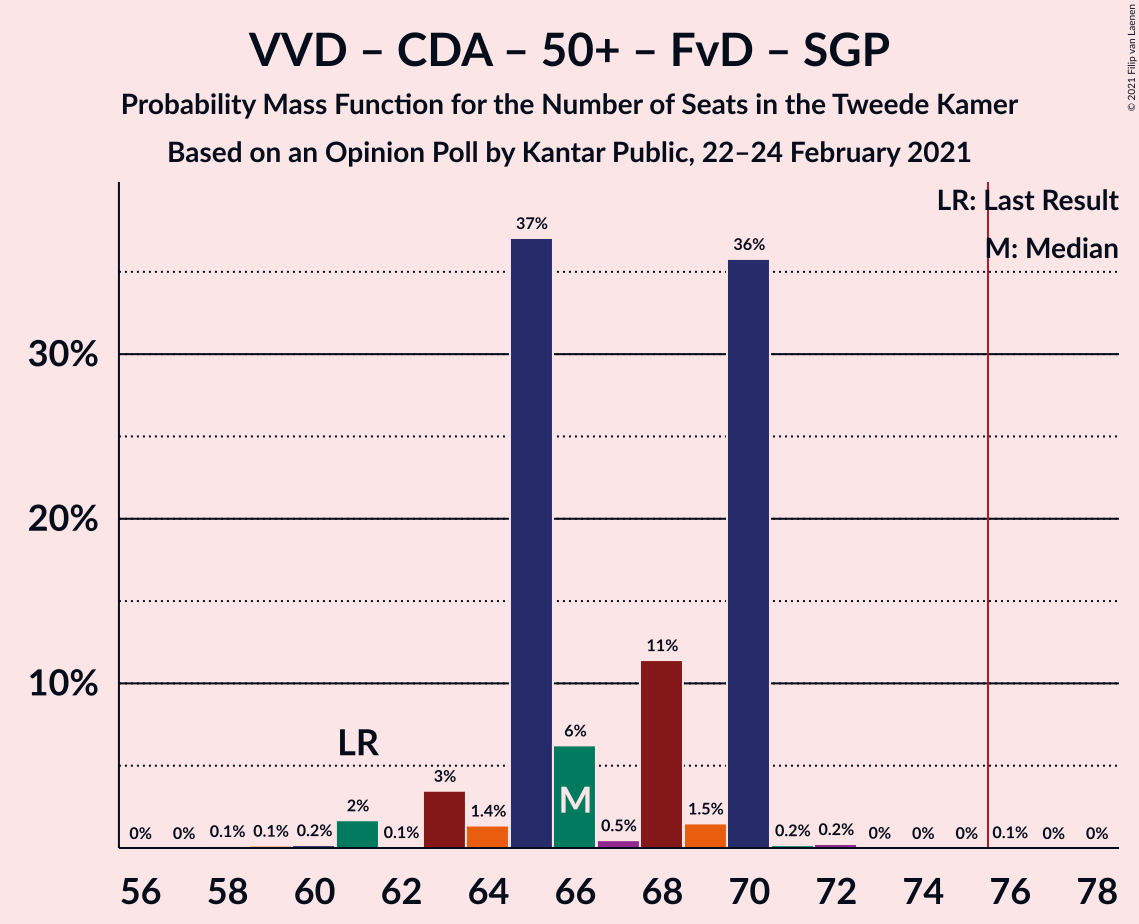 VVD – CDA – 50+ – FvD – SGP
Probability Mass Function for the Number of Seats in the Tweede Kamer
Based on an Opinion Poll by Kantar Public, 22–24 February 2021
© 2021 Filip van Laenen
LR: Last Result
M: Median
37%
36%
30%
20%
11%
10%
LR
6%
3%
M
2%
1.4%
1.5%
0.5%
0% 0% 0.1% 0.1% 0.2% 0.1% 0.2% 0.2% 0% 0% 0% 0.1% 0% 0%
56 58 60 62 64 66 68 70 72 74 76 78